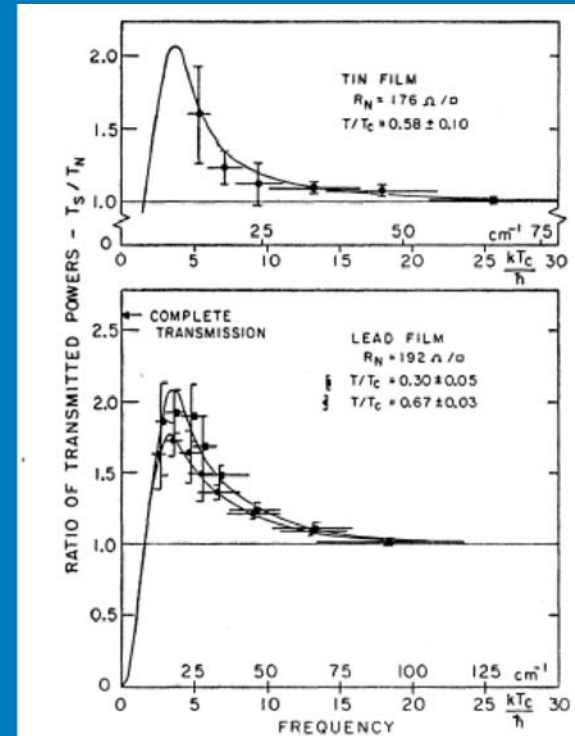 RATIO OF TRANSMITTED POWERS - T_S/T_N
2.0
1.5
1.0
TIN FILM
R_N = 176 Ω/□
T/T_C = 0.58 ± 0.10
25 50 cm⁻¹ 75
0 5 10 15 20 25 kT_C/ħ 30
COMPLETE TRANSMISSION
2.5
2.0
1.5
1.0
0.5
0
LEAD FILM
R_N = 192 Ω/□
T/T_C = 0.30 ± 0.05
T/T_C = 0.67 ± 0.03
25 50 75 100 125 cm⁻¹
0 5 10 15 20 25 kT_C/ħ 30
FREQUENCY